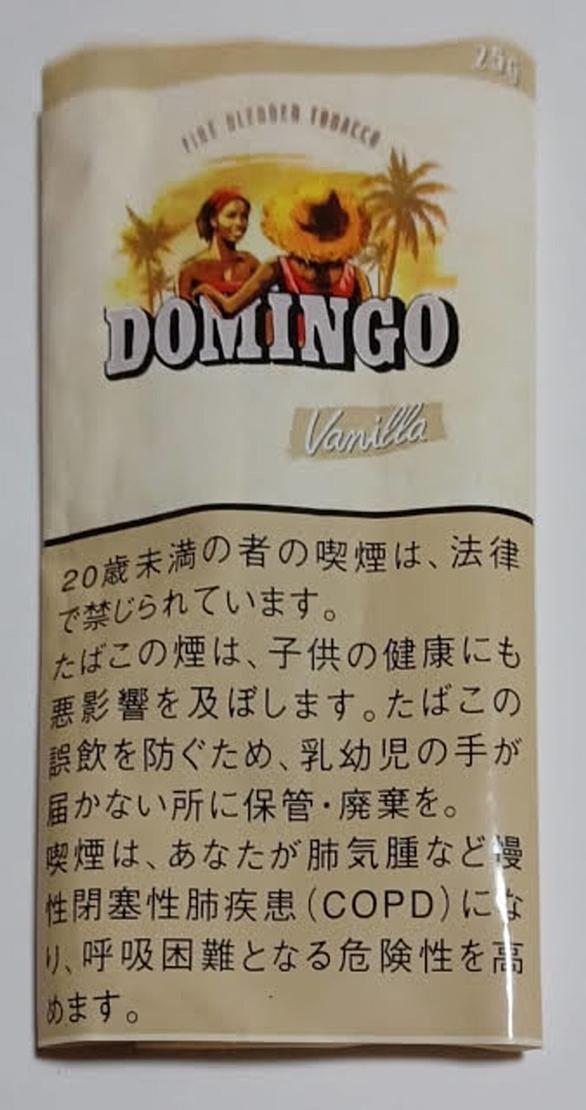 25g
FINE BLENDED TOBACCO
DOMINGO
Vanilla
20歳未満の者の喫煙は、法律
で禁じられています。
たばこの煙は、子供の健康にも
悪影響を及ぼします。たばこの
誤飲を防ぐため、乳幼児の手が
届かない所に保管・廃棄を。
喫煙は、あなたが肺気腫など慢
性閉塞性肺疾患(COPD)にな
り、呼吸困難となる危険性を高
めます。